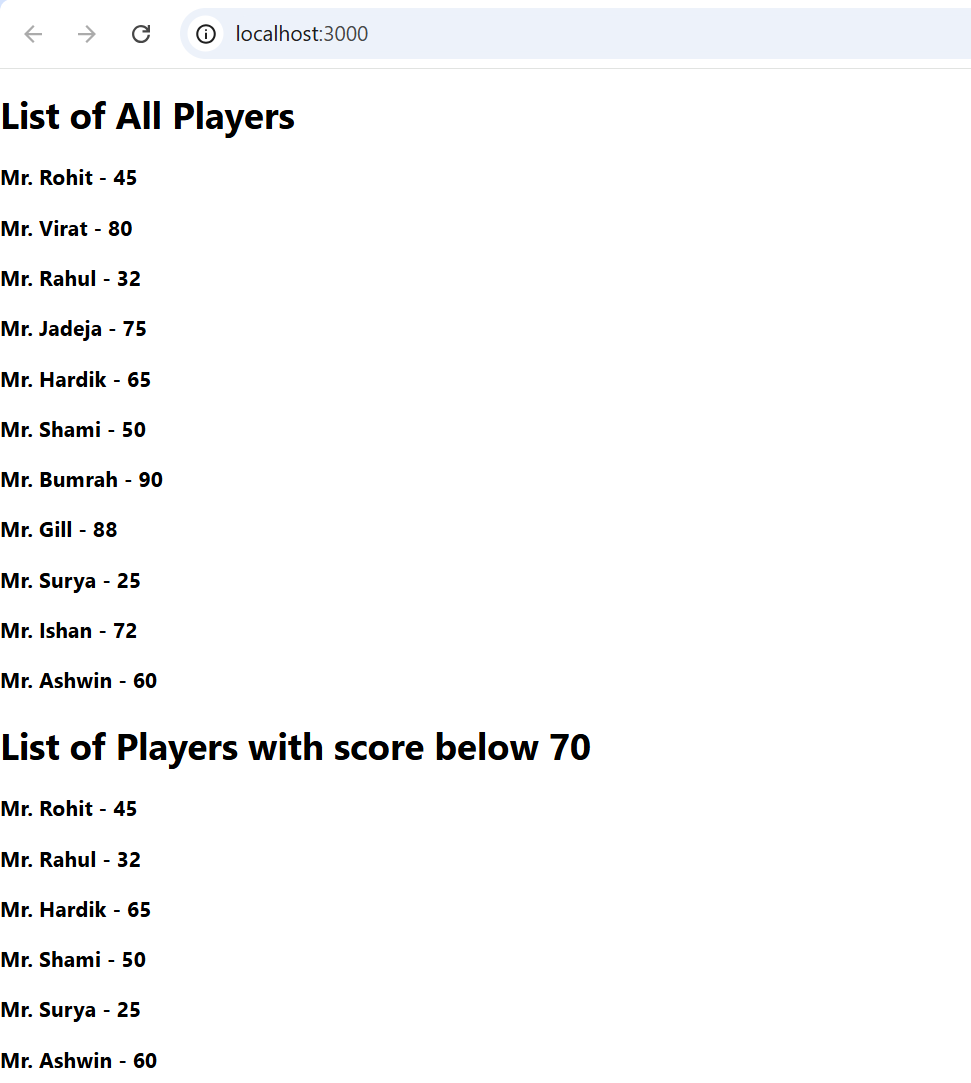 localhost:3000
List of All Players
Mr. Rohit - 45
Mr. Virat - 80
Mr. Rahul - 32
Mr. Jadeja - 75
Mr. Hardik - 65
Mr. Shami - 50
Mr. Bumrah - 90
Mr. Gill - 88
Mr. Surya - 25
Mr. Ishan - 72
Mr. Ashwin - 60
List of Players with score below 70
Mr. Rohit - 45
Mr. Rahul - 32
Mr. Hardik - 65
Mr. Shami - 50
Mr. Surya - 25
Mr. Ashwin - 60